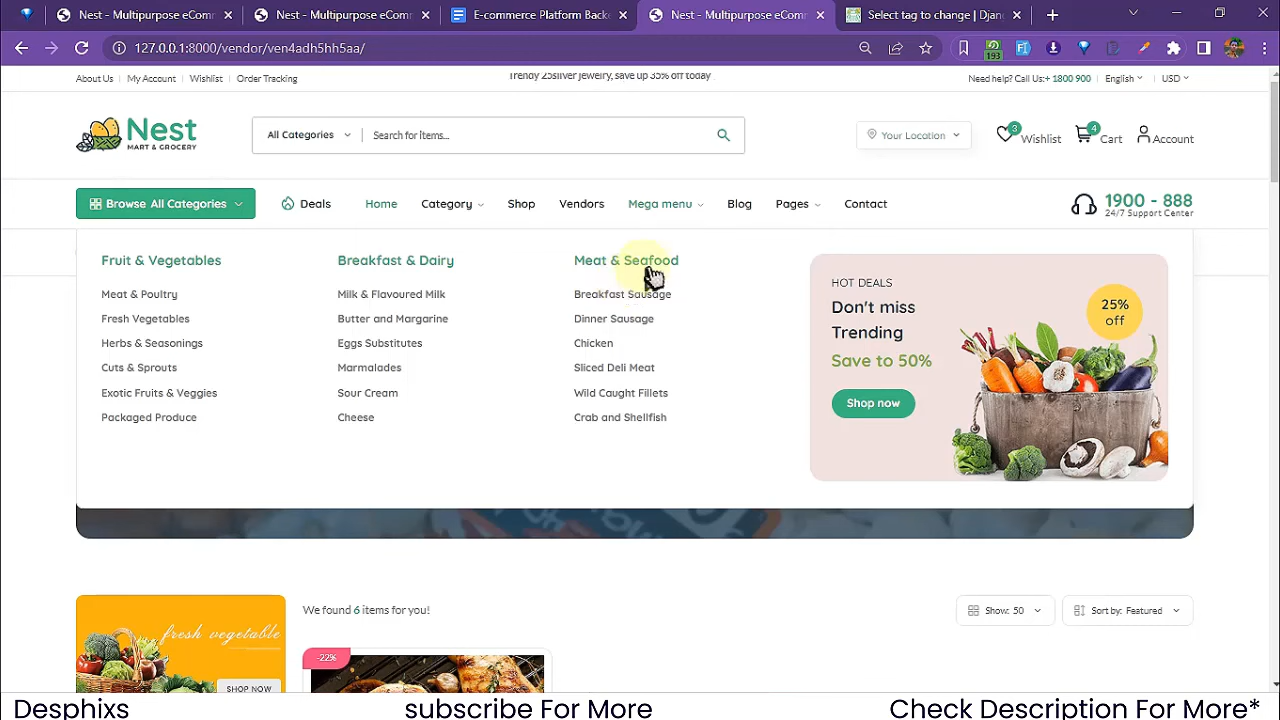 Nest - Multipurpose eCom
Nest - Multipurpose eCom
E-commerce Platform Back
Nest - Multipurpose eCom
Select tag to change | Djan
127.0.0.1:8000/vendor/ven4adh5hh5aa/
193
About Us
My Account
Wishlist
Order Tracking
Trendy 25silver jewelry, save up 35% off today
Need help? Call Us: + 1800 900
English
USD
Nest
MART & GROCERY
All Categories
Search for items...
Your Location
3
Wishlist
4
Cart
Account
Browse All Categories
Deals
Home
Category
Shop
Vendors
Mega menu
Blog
Pages
Contact
1900 - 888
24/7 Support Center
Fruit & Vegetables
Meat & Poultry
Fresh Vegetables
Herbs & Seasonings
Cuts & Sprouts
Exotic Fruits & Veggies
Packaged Produce
Breakfast & Dairy
Milk & Flavoured Milk
Butter and Margarine
Eggs Substitutes
Marmalades
Sour Cream
Cheese
Meat & Seafood
Breakfast Sausage
Dinner Sausage
Chicken
Sliced Deli Meat
Wild Caught Fillets
Crab and Shellfish
HOT DEALS
Don't miss
Trending
Save to 50%
Shop now
25%
off
We found 6 items for you!
Show: 50
Sort by: Featured
fresh vegetable
SHOP NOW
-22%
Desphixs
subscribe For More
Check Description For More*